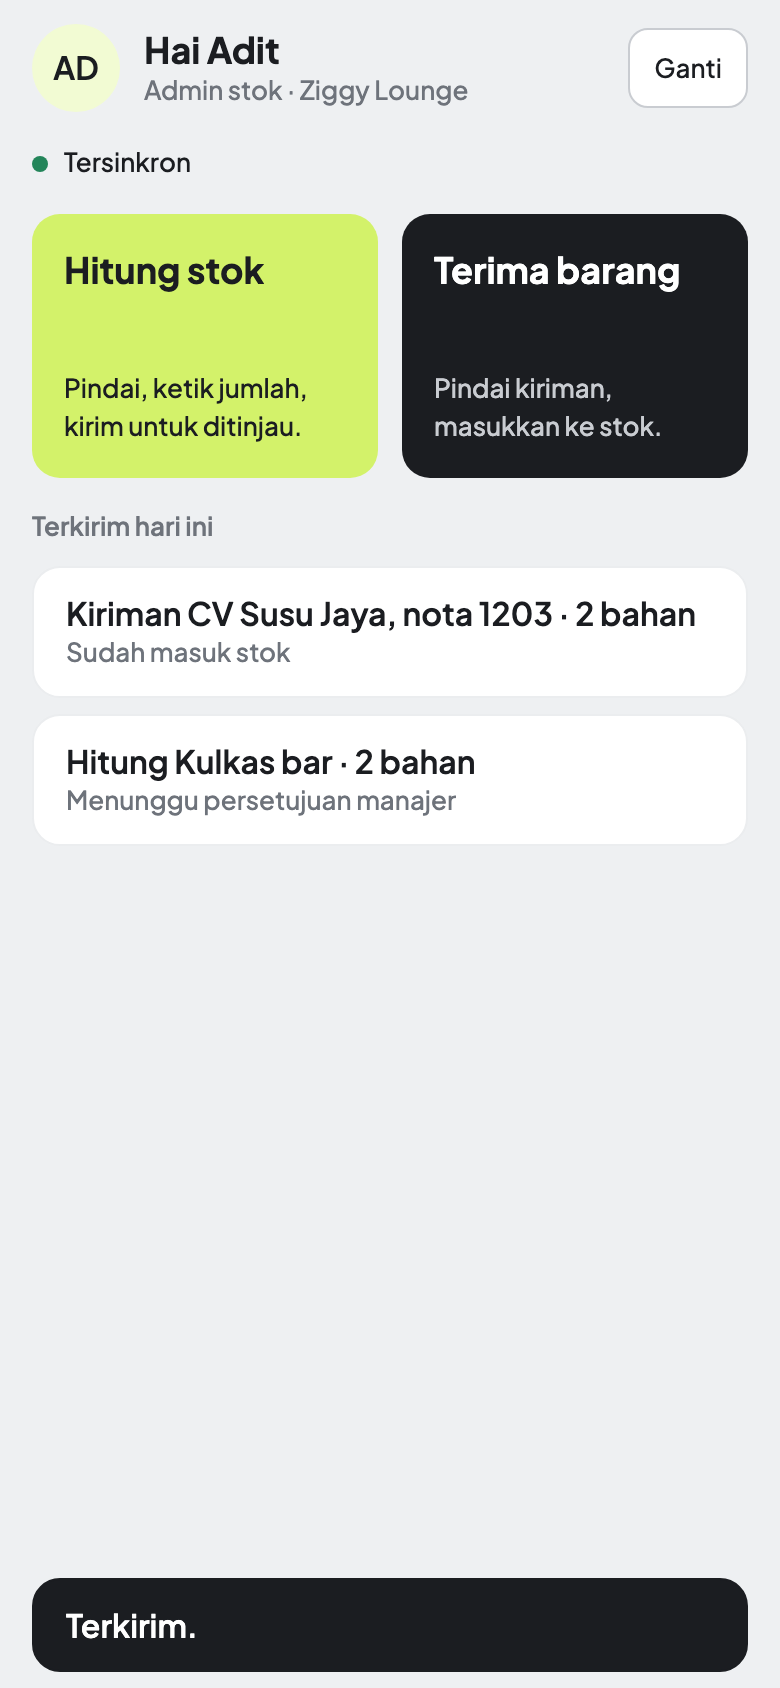 AD
Hai Adit
Admin stok · Ziggy Lounge
Ganti
Tersinkron
Hitung stok
Pindai, ketik jumlah,
kirim untuk ditinjau.
Terima barang
Pindai kiriman,
masukkan ke stok.
Terkirim hari ini
Kiriman CV Susu Jaya, nota 1203 · 2 bahan
Sudah masuk stok
Hitung Kulkas bar · 2 bahan
Menunggu persetujuan manajer
Terkirim.